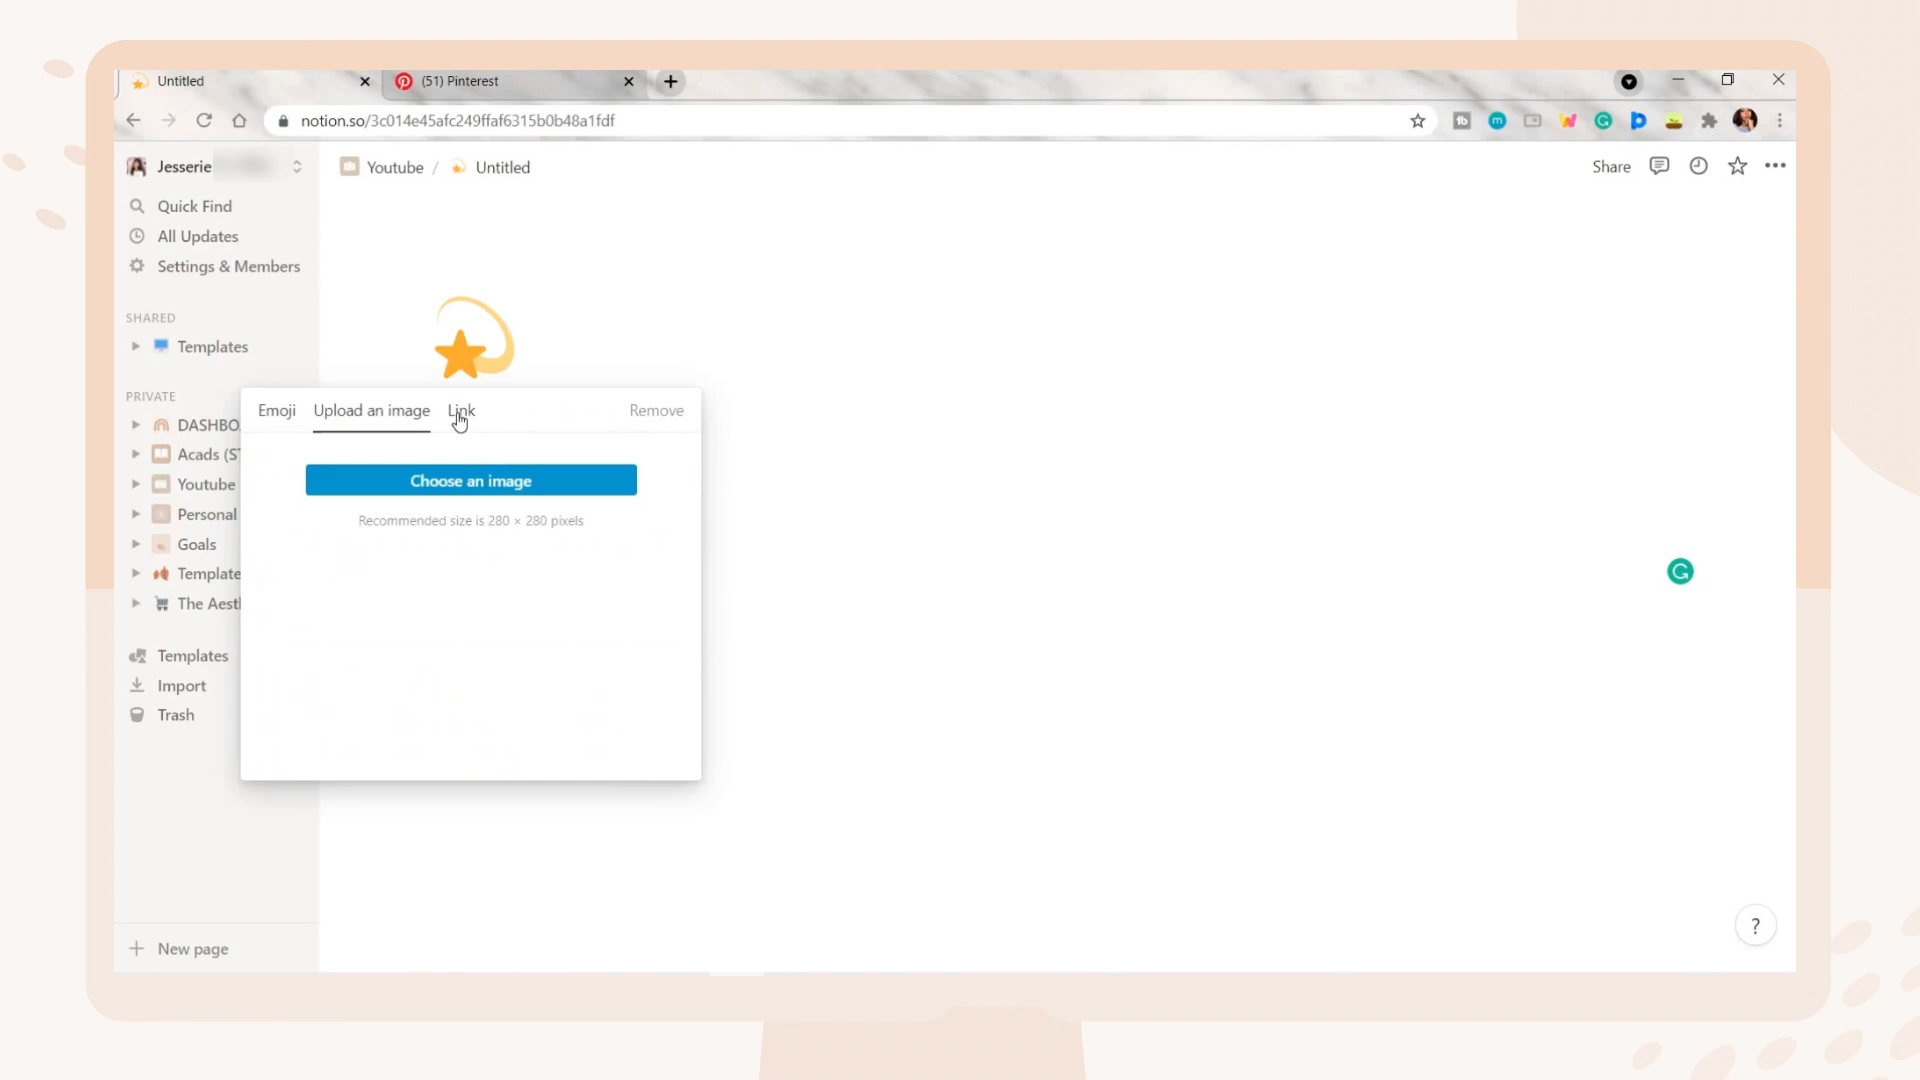 Untitled
(51) Pinterest
notion.so/3c014e45afc249ffaf6315b0b48a1fdf
Jesserie
Youtube / Untitled
Share
Quick Find
All Updates
Settings & Members
SHARED
Templates
PRIVATE
DASHBO
Acads (ST
Youtube
Personal
Goals
Template
The Aest
Templates
Import
Trash
New page
Emoji
Upload an image
Link
Remove
Choose an image
Recommended size is 280 × 280 pixels
?